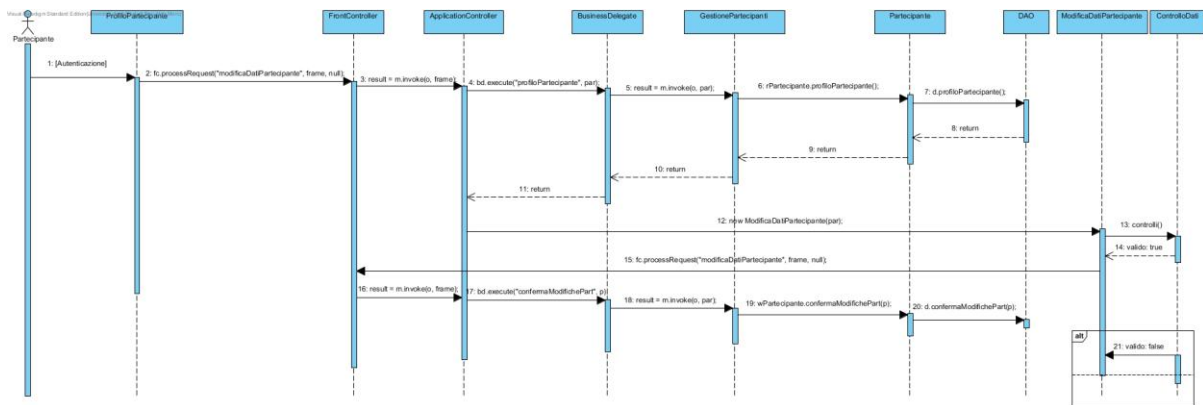 Visual Paradigm Standard Edition
ProfiloPartecipante
FrontController
ApplicationController
BusinessDelegate
GestionePartecipanti
Partecipante
DAO
ModificaDatiPartecipante
ControlloDati
Partecipante
1: [Autenticazione]
2: fc.processRequest("modificaDatiPartecipante", frame, null);
3: result = m.invoke(o, frame);
4: bd.execute("profiloPartecipante", par);
5: result = m.invoke(o, par);
6: rPartecipante.profiloPartecipante();
7: d.profiloPartecipante();
8: return
9: return
10: return
11: return
12: new ModificaDatiPartecipante(par);
13: controlli()
14: valido: true
15: fc.processRequest("modificaDatiPartecipante", frame, null);
16: result = m.invoke(o, frame);
17: bd.execute("confermaModifichePart", p)
18: result = m.invoke(o, par);
19: wPartecipante.confermaModifichePart(p);
20: d.confermaModifichePart(p);
alt
21: valido: false